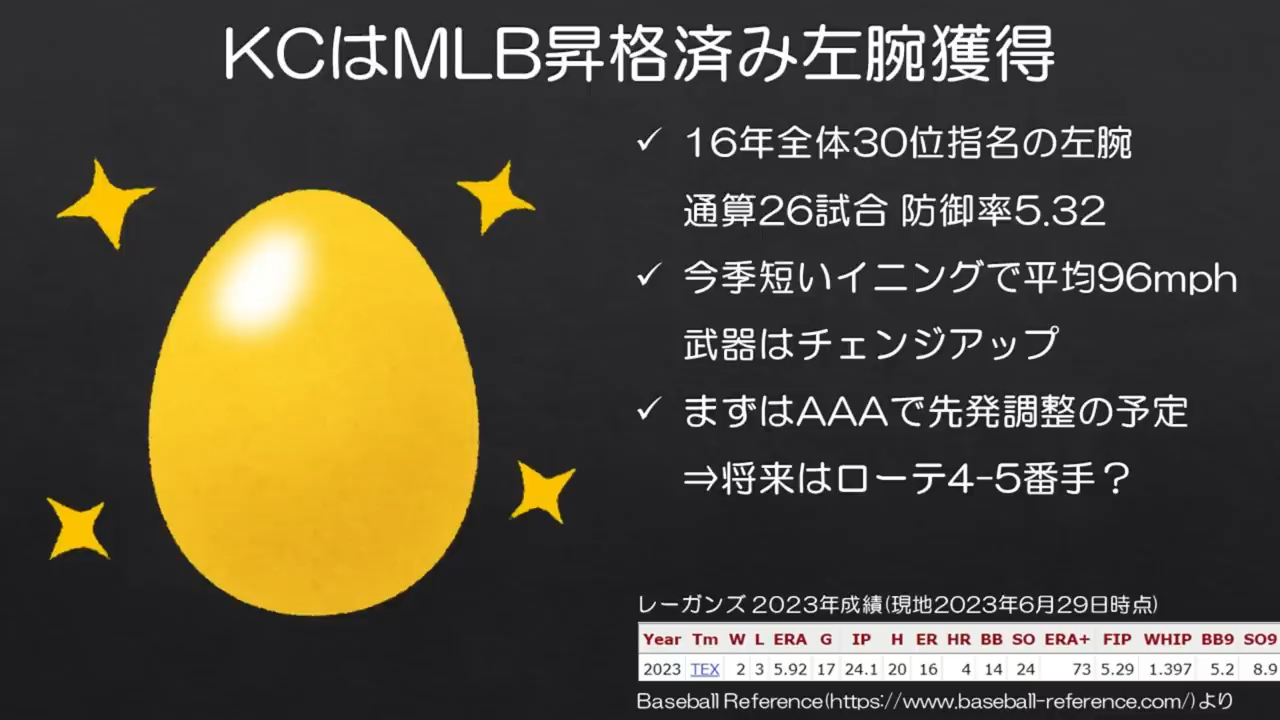 KCはMLB昇格済み左腕獲得
✓ 16年全体30位指名の左腕
通算26試合 防御率5.32
✓ 今季短いイニングで平均96mph
武器はチェンジアップ
✓ まずはAAAで先発調整の予定
⇒将来はローテ4-5番手？
レーガンズ 2023年成績(現地2023年6月29日時点)
Year Tm W L ERA G IP H ER HR BB SO ERA+ FIP WHIP BB9 SO9
2023 TEX 2 3 5.92 17 24.1 20 16 4 14 24 73 5.29 1.397 5.2 8.9
Baseball Reference(https://www.baseball-reference.com/)より